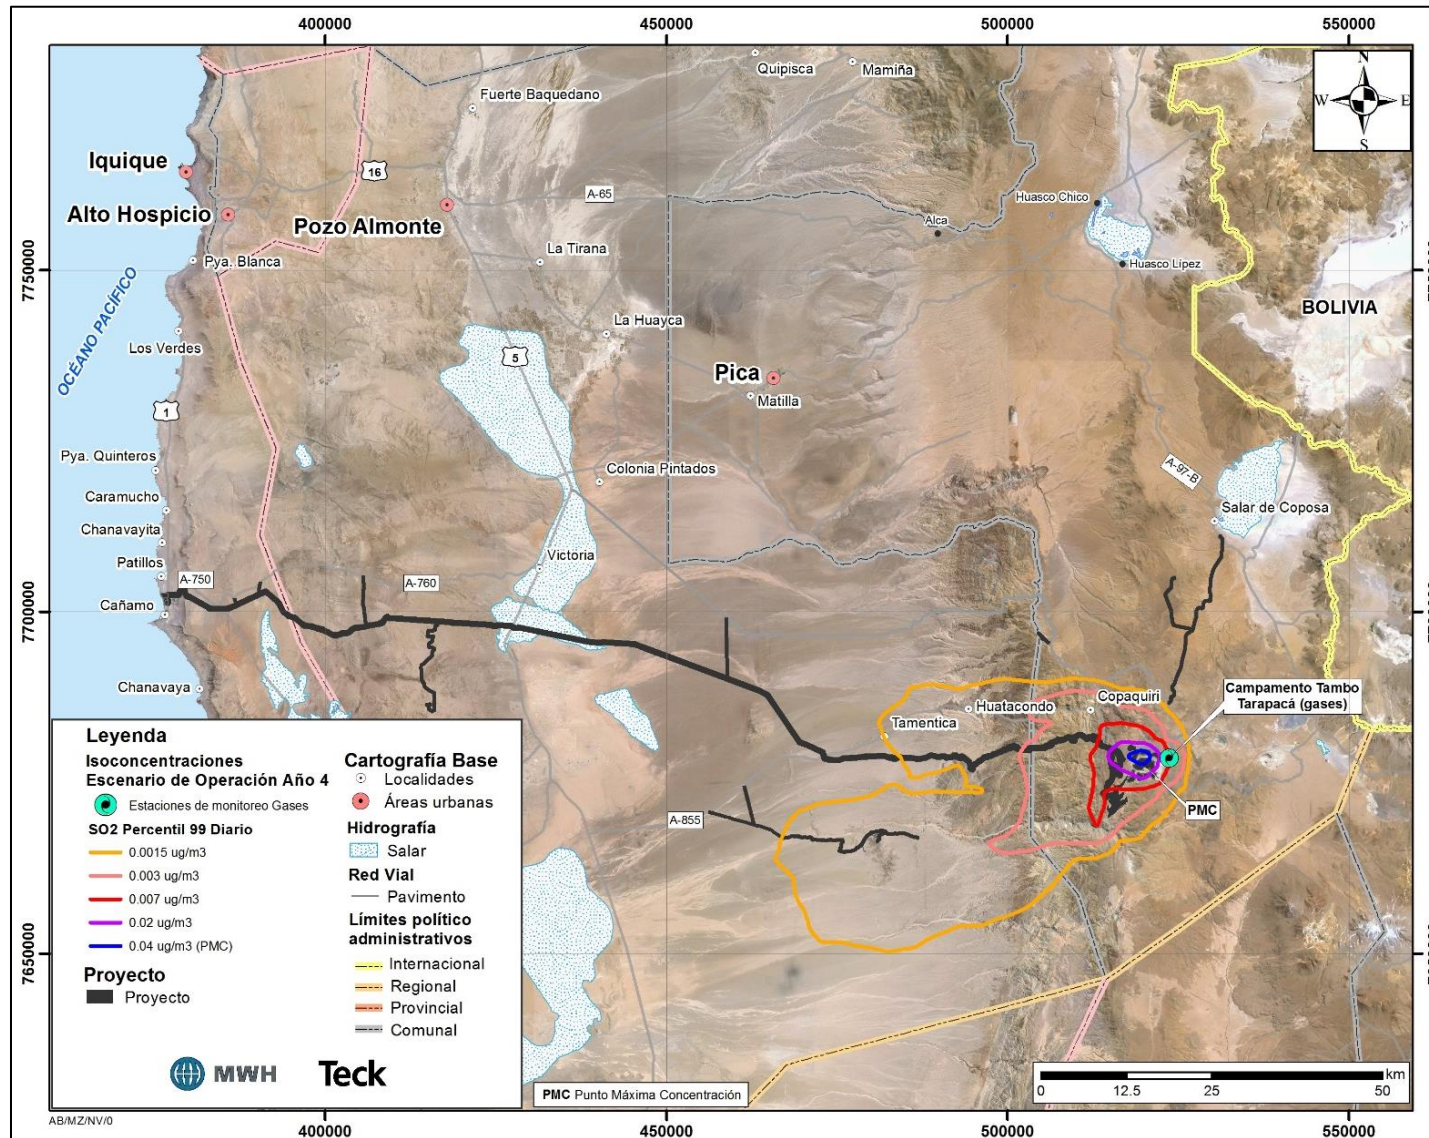 400000
450000
500000
550000
N
W
E
S
Quipisca
Mamiña
Fuerte Baquedano
Iquique
16
A-65
Huasco Chico
Alto Hospicio
Pozo Almonte
Alca
La Tirana
Pya. Blanca
Huasco Lípez
7750000
OCÉANO PACÍFICO
BOLIVIA
La Huayca
Los Verdes
5
Pica
Matilla
1
Pya. Quinteros
Colonia Pintados
A-97-B
Caramucho
Salar de Coposa
Chanavayita
Victoria
Patillos
A-750
A-760
Cañamo
7700000
Chanavaya
Copaquiri
Campamento Tambo
Tarapacá (gases)
Huatacondo
Tamentica
PMC
A-855
7650000
Leyenda
Isoconcentraciones
Escenario de Operación Año 4
Estaciones de monitoreo Gases
SO2 Percentil 99 Diario
0.0015 ug/m3
0.003 ug/m3
0.007 ug/m3
0.02 ug/m3
0.04 ug/m3 (PMC)
Proyecto
Proyecto
Cartografía Base
Localidades
Áreas urbanas
Hidrografía
Salar
Red Vial
Pavimento
Límites político
administrativos
Internacional
Regional
Provincial
Comunal
MWH
Teck
PMC Punto Máxima Concentración
km
0
12.5
25
50
AB/MZ/NV/0
400000
450000
500000
550000